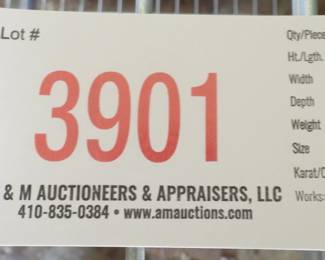 Lot #
3901
& M AUCTIONEERS & APPRAISERS, LLC
410-835-0384 • www.amauctions.com
Qty/Piece
Ht./Lgth.
Width
Depth
Weight
Size
Karat/C
Works: